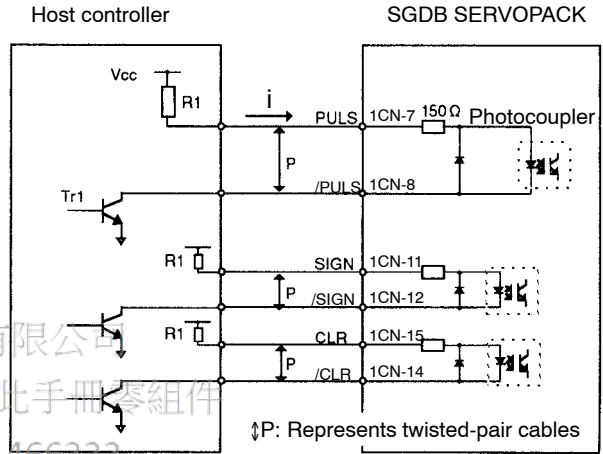 Host controller
SGDB SERVOPACK
Vcc
R1
i
PULS
1CN-7
150Ω
Photocoupler
P
Tr1
/PULS
1CN-8
R1
SIGN
1CN-11
P
/SIGN
1CN-12
有限公司
R1
CLR
1CN-15
P
此手冊零組件
/CLR
1CN-14
↕P: Represents twisted-pair cables